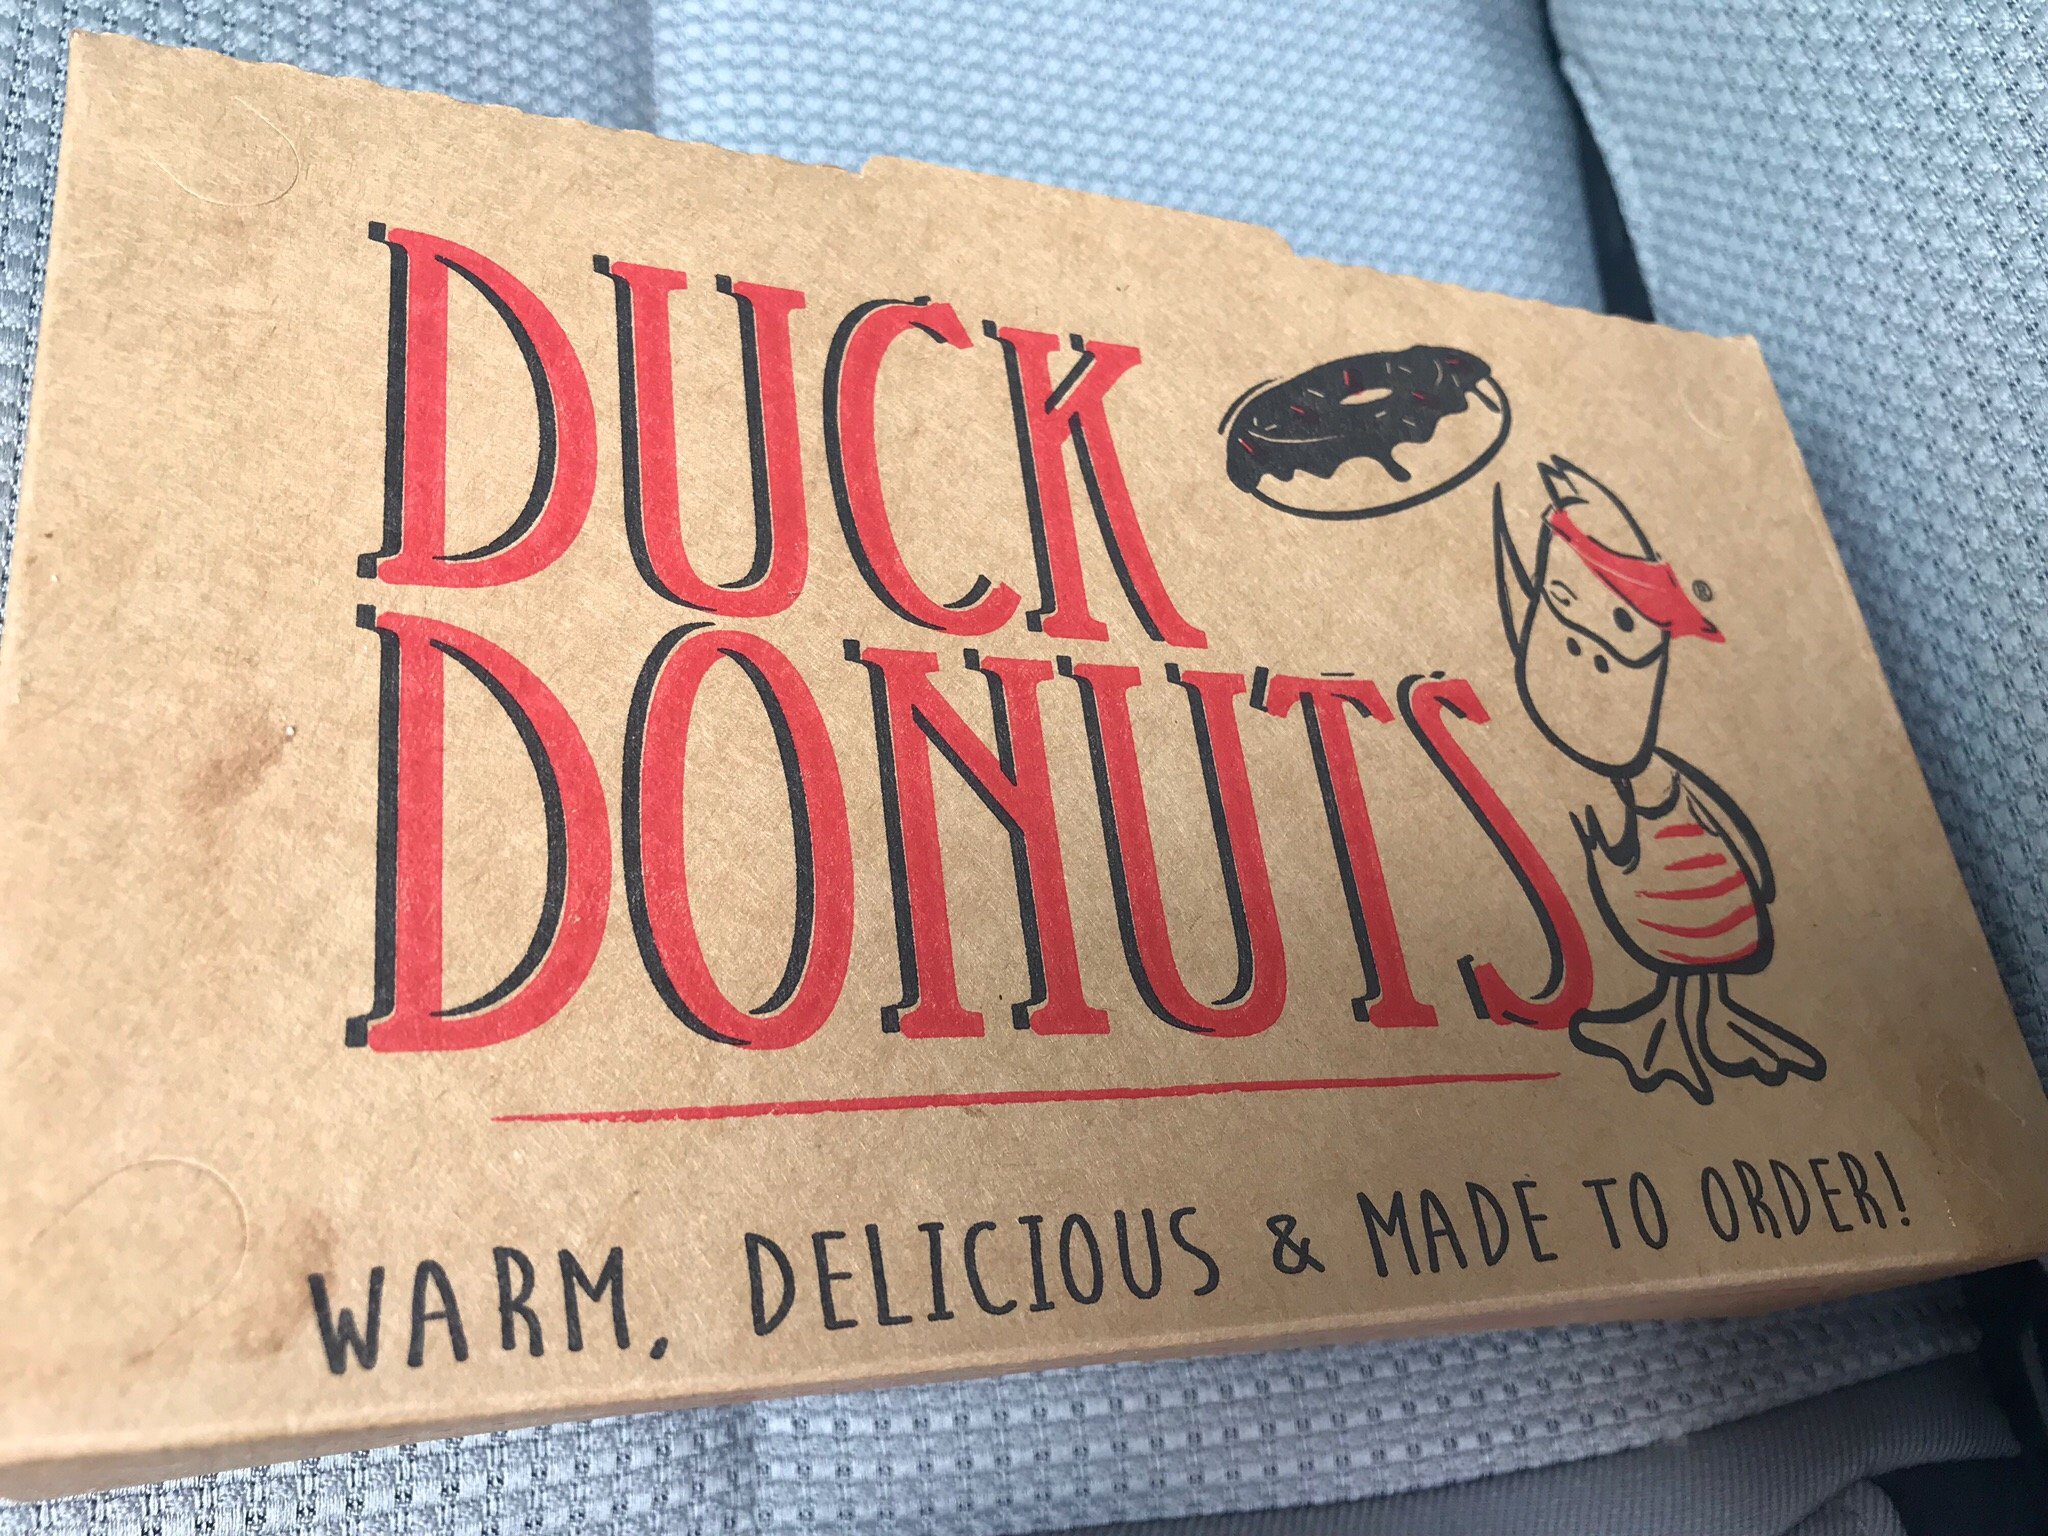 DUCK
DONUTS
®
WARM, DELICIOUS & MADE TO ORDER!